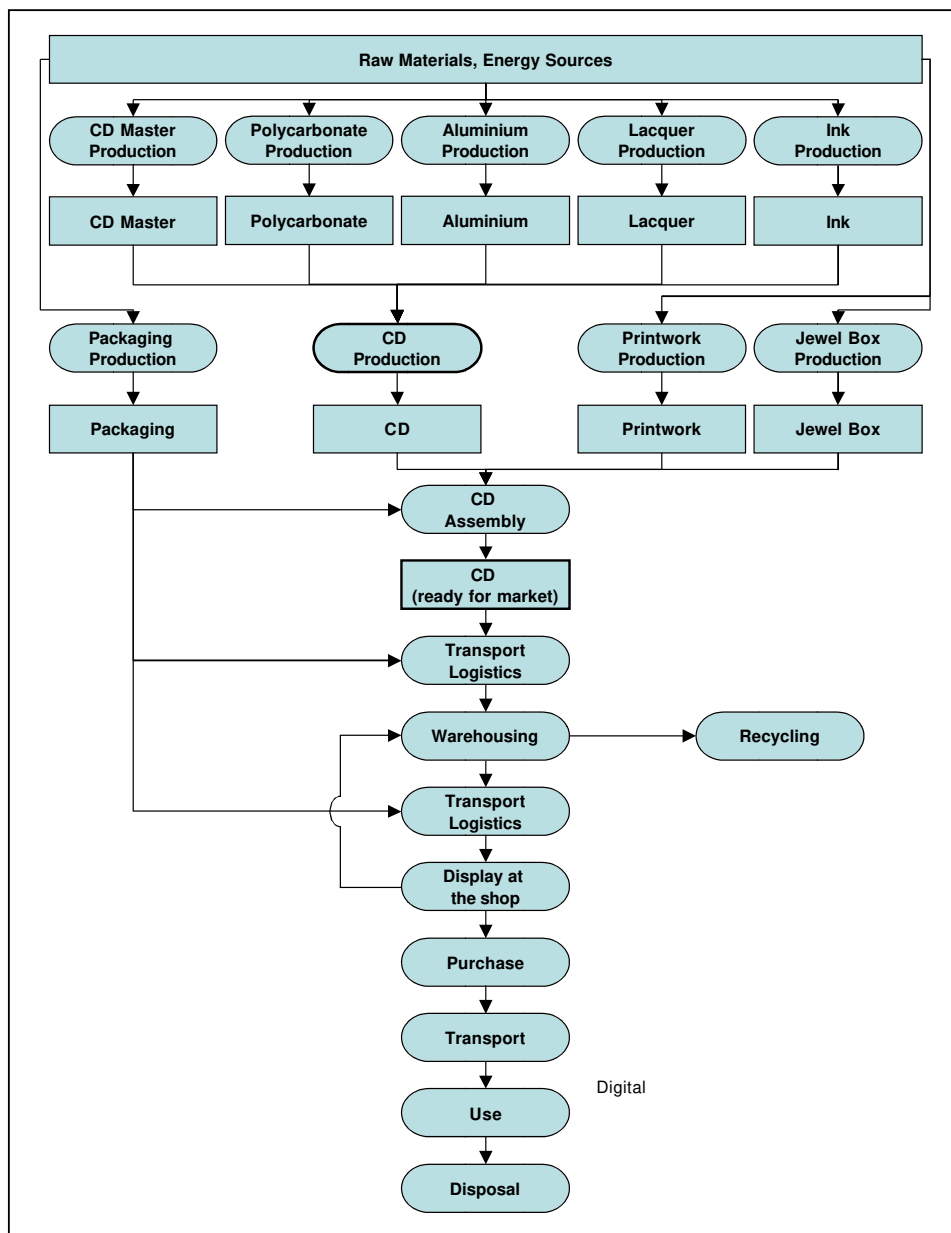 Raw Materials, Energy Sources
CD Master
Production
Polycarbonate
Production
Aluminium
Production
Lacquer
Production
Ink
Production
CD Master
Polycarbonate
Aluminium
Lacquer
Ink
Packaging
Production
CD
Production
Printwork
Production
Jewel Box
Production
Packaging
CD
Printwork
Jewel Box
CD
Assembly
CD
(ready for market)
Transport
Logistics
Warehousing
Recycling
Transport
Logistics
Display at
the shop
Purchase
Transport
Digital
Use
Disposal